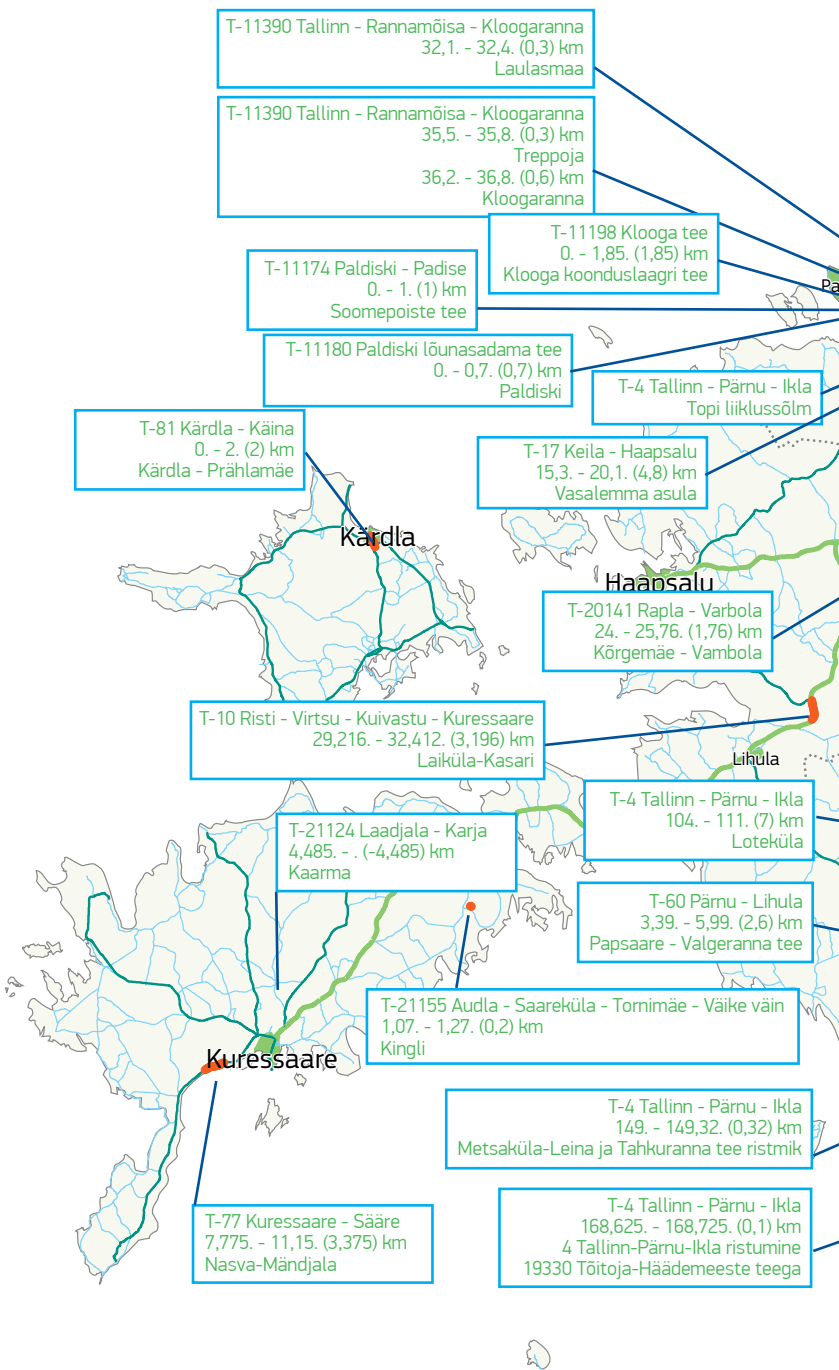 T-11390 Tallinn - Rannamõisa - Kloogaranna
32,1. - 32,4. (0,3) km
Laulasmaa
T-11390 Tallinn - Rannamõisa - Kloogaranna
35,5. - 35,8. (0,3) km
Treppoja
36,2. - 36,8. (0,6) km
Kloogaranna
T-11198 Klooga tee
0. - 1,85. (1,85) km
Klooga koonduslaagri tee
T-11174 Paldiski - Padise
0. - 1. (1) km
Soomepoiste tee
Pa
T-11180 Paldiski lõunasadama tee
0. - 0,7. (0,7) km
Paldiski
T-4 Tallinn - Pärnu - Ikla
Topi liiklussõlm
T-81 Kärdla - Käina
0. - 2. (2) km
Kärdla - Prählamäe
T-17 Keila - Haapsalu
15,3. - 20,1. (4,8) km
Vasalemma asula
Kärdla
Haapsalu
T-20141 Rapla - Varbola
24. - 25,76. (1,76) km
Kõrgemäe - Vambola
T-10 Risti - Virtsu - Kuivastu - Kuressaare
29,216. - 32,412. (3,196) km
Laiküla-Kasari
Lihula
T-4 Tallinn - Pärnu - Ikla
104. - 111. (7) km
Loteküla
T-21124 Laadjala - Karja
4,485. - . (-4,485) km
Kaarma
T-60 Pärnu - Lihula
3,39. - 5,99. (2,6) km
Papsaare - Valgeranna tee
T-21155 Audla - Saareküla - Tornimäe - Väike väin
1,07. - 1,27. (0,2) km
Kingli
Kuressaare
T-4 Tallinn - Pärnu - Ikla
149. - 149,32. (0,32) km
Metsaküla-Leina ja Tahkuranna tee ristmik
T-77 Kuressaare - Sääre
7,775. - 11,15. (3,375) km
Nasva-Mändjala
T-4 Tallinn - Pärnu - Ikla
168,625. - 168,725. (0,1) km
4 Tallinn-Pärnu-Ikla ristumine
19330 Tõitoja-Häädemeeste teega